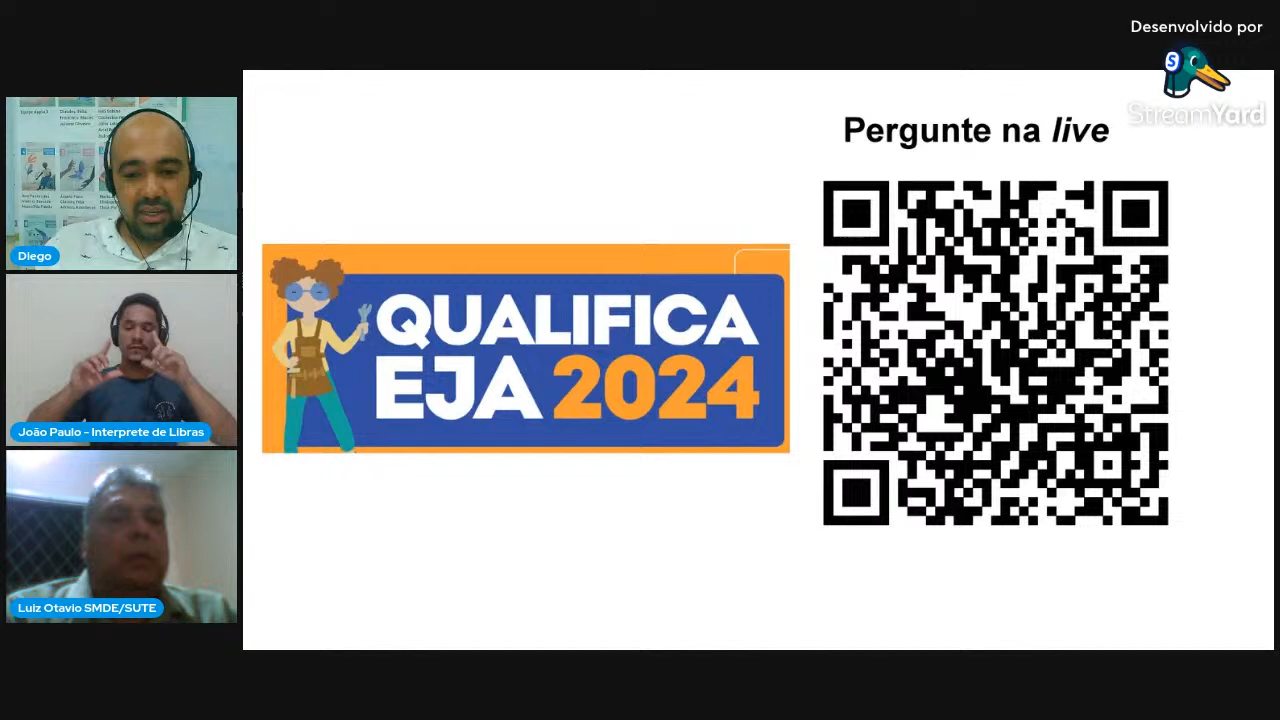 Desenvolvido por
StreamYard
Pergunte na live
QUALIFICA
EJA 2024
Diego
João Paulo - Interprete de Libras
Luiz Otavio SMDE/SUTE